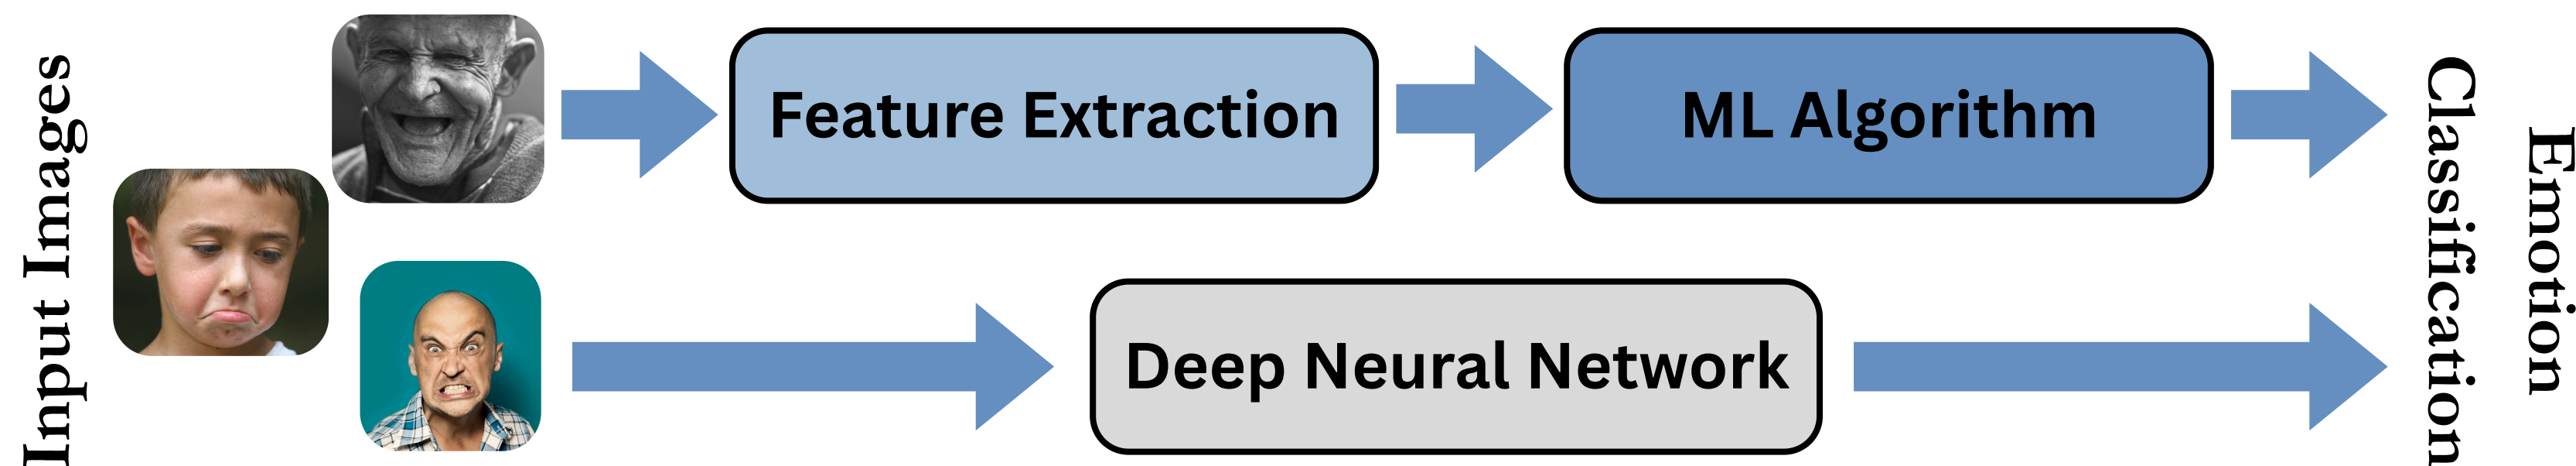 Input Images
Feature Extraction
ML Algorithm
Deep Neural Network
Emotion
Classification